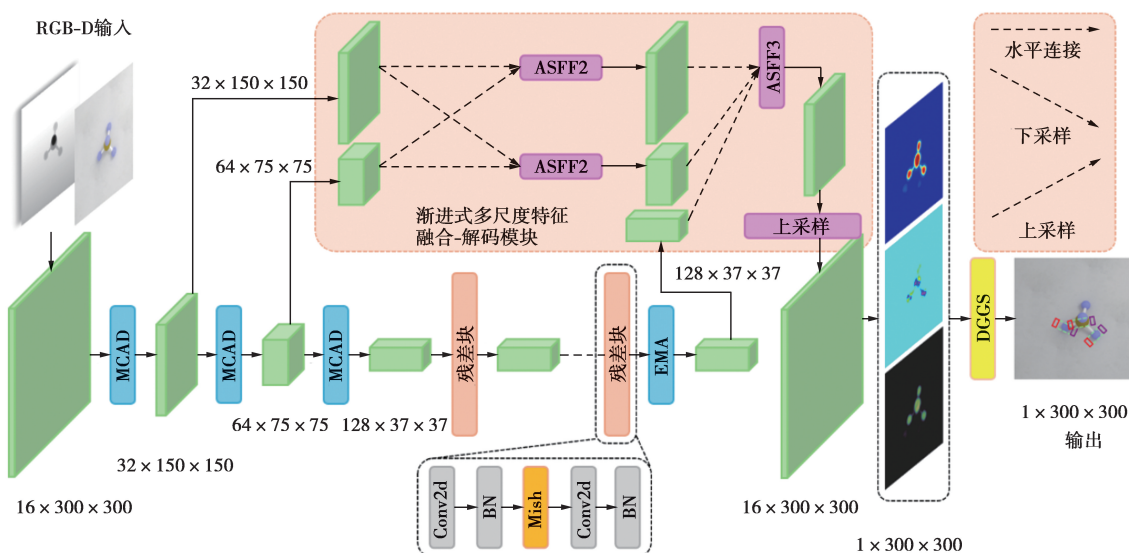 RGB-D输入
32×150×150
64×75×75
ASFF2
ASFF2
ASFF3
渐进式多尺度特征
融合-解码模块
上采样
128×37×37
水平连接
下采样
上采样
MCAD
MCAD
MCAD
残差块
残差块
EMA
DGGS
64×75×75
128×37×37
32×150×150
16×300×300
Conv2d
BN
Mish
Conv2d
BN
16×300×300
1×300×300
1×300×300
输出